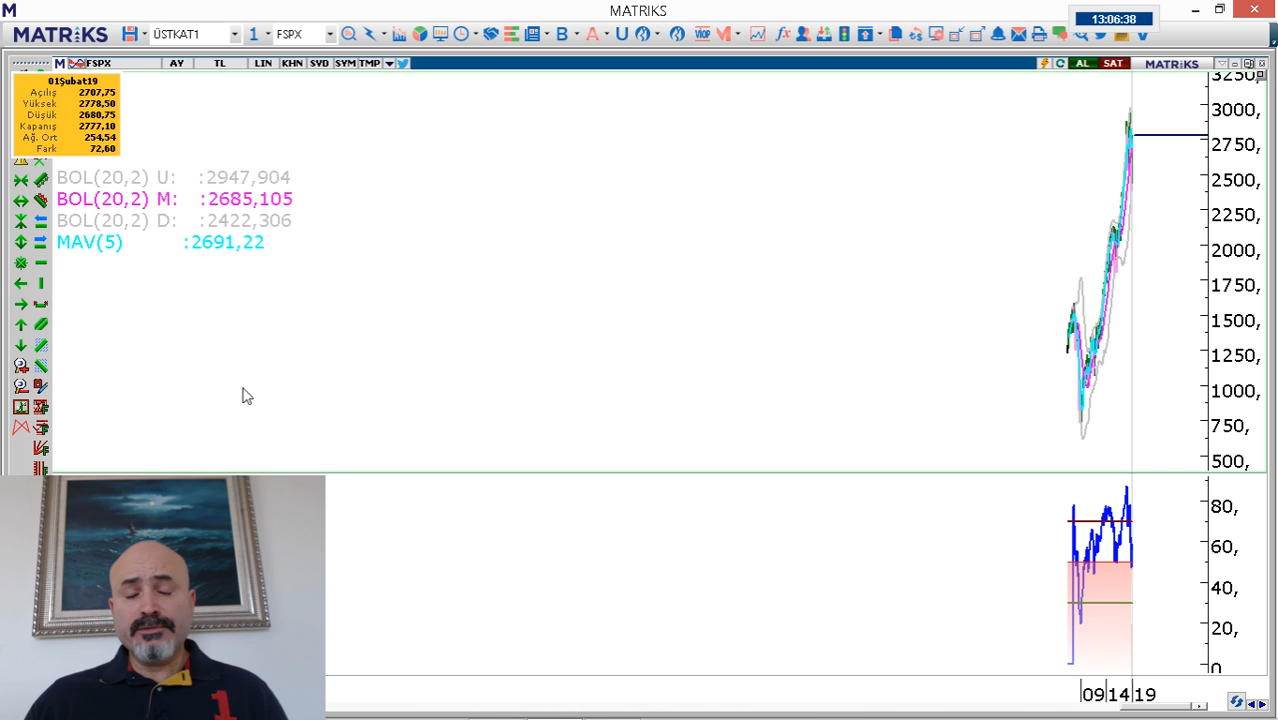 M MATRIKS
13:06:38
MATRIKS ÜSTKAT1 1 FSPX B A U VİOP fx
M FSPX AY TL LIN KHN SVD SYM TMP AL SAT MATRIKS
01Şubat19
Açılış 2707,75
Yüksek 2778,50
Düşük 2680,75
Kapanış 2777,10
Ağ. Ort 254,54
Fark 72,60
BOL(20,2) U: :2947,904
BOL(20,2) M: :2685,105
BOL(20,2) D: :2422,306
MAV(5) :2691,22
3250,
3000,
2750,
2500,
2250,
2000,
1750,
1500,
1250,
1000,
750,
500,
80,
60,
40,
20,
0
09 14 19
1